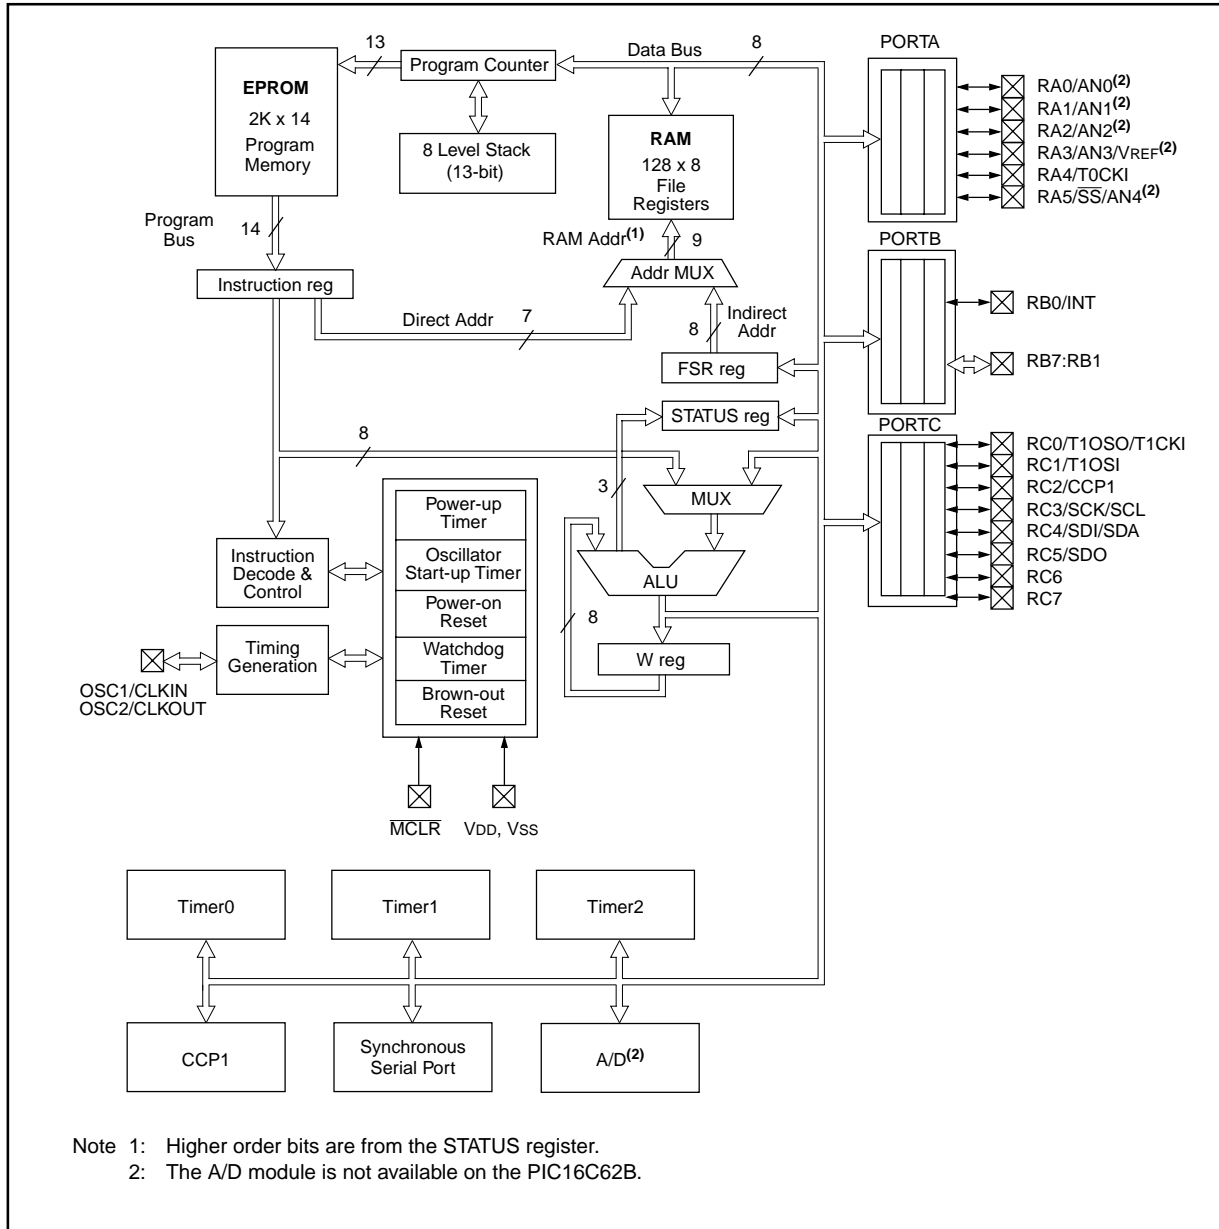 13
Data Bus
8
PORTA
EPROM
2K x 14
Program
Memory
Program Counter
8 Level Stack
(13-bit)
RAM
128 x 8
File
Registers
RA0/AN0(2)
RA1/AN1(2)
RA2/AN2(2)
RA3/AN3/VREF(2)
RA4/T0CKI
RA5/SS/AN4(2)
Program
Bus
14
RAM Addr(1)
9
PORTB
Instruction reg
Addr MUX
Direct Addr
7
8
Indirect
Addr
RB0/INT
RB7:RB1
FSR reg
STATUS reg
PORTC
8
3
MUX
RC0/T1OSO/T1CKI
RC1/T1OSI
RC2/CCP1
RC3/SCK/SCL
RC4/SDI/SDA
RC5/SDO
RC6
RC7
Power-up
Timer
Oscillator
Start-up Timer
Power-on
Reset
Watchdog
Timer
Brown-out
Reset
Instruction
Decode &
Control
ALU
8
W reg
Timing
Generation
OSC1/CLKIN
OSC2/CLKOUT
MCLR
VDD, VSS
Timer0
Timer1
Timer2
CCP1
Synchronous
Serial Port
A/D(2)
Note 1: Higher order bits are from the STATUS register.
2: The A/D module is not available on the PIC16C62B.